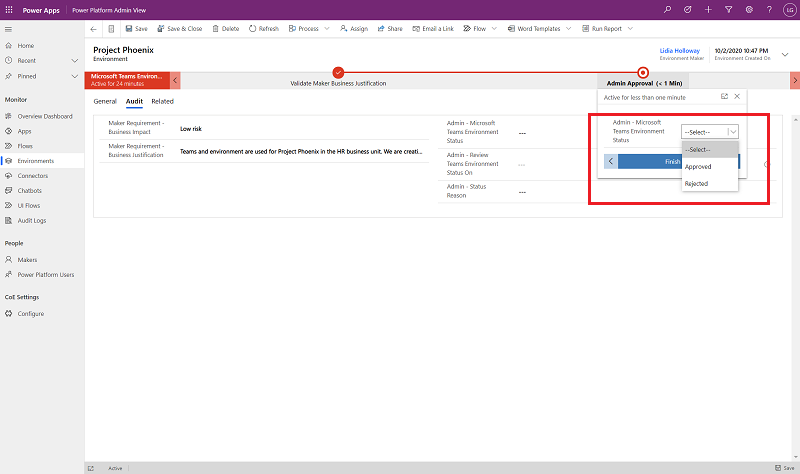 Power Apps | Power Platform Admin View
LG
Save
Save & Close
Delete
Refresh
Process
Assign
Share
Email a Link
Flow
Word Templates
Run Report
Home
Recent
Pinned
Monitor
Overview Dashboard
Apps
Flows
Environments
Connectors
Chatbots
UI Flows
Audit Logs
People
Makers
Power Platform Users
CoE Settings
Configure
Project Phoenix
Environment
Lidia Holloway
Environment Maker
10/2/2020 10:47 PM
Environment Created On
Microsoft Teams Environ...
Active for 24 minutes
Validate Maker Business Justification
Admin Approval (< 1 Min)
General
Audit
Related
Maker Requirement -
Business Impact
Low risk
Maker Requirement -
Business Justification
Teams and environment are used for Project Phoenix in the HR business unit. We are creati...
Admin - Microsoft
Teams Environment
Status
---
Admin - Review
Teams Environment
Status On
---
Admin - Status
Reason
---
Active for less than one minute
Admin - Microsoft
Teams Environment
Status
--Select--
--Select--
Approved
Rejected
Finish
Active
Save